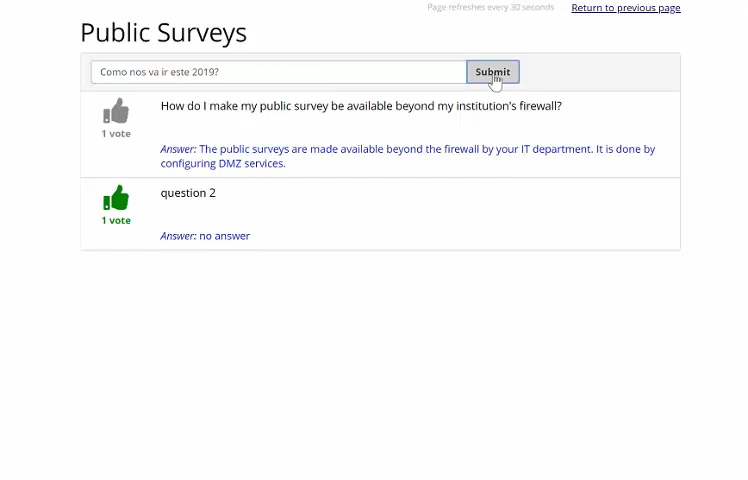 Page refreshes every 30 seconds Return to previous page
Public Surveys
Como nos va ir este 2019? Submit
How do I make my public survey be available beyond my institution's firewall?
1 vote
Answer: The public surveys are made available beyond the firewall by your IT department. It is done by
configuring DMZ services.
question 2
1 vote
Answer: no answer